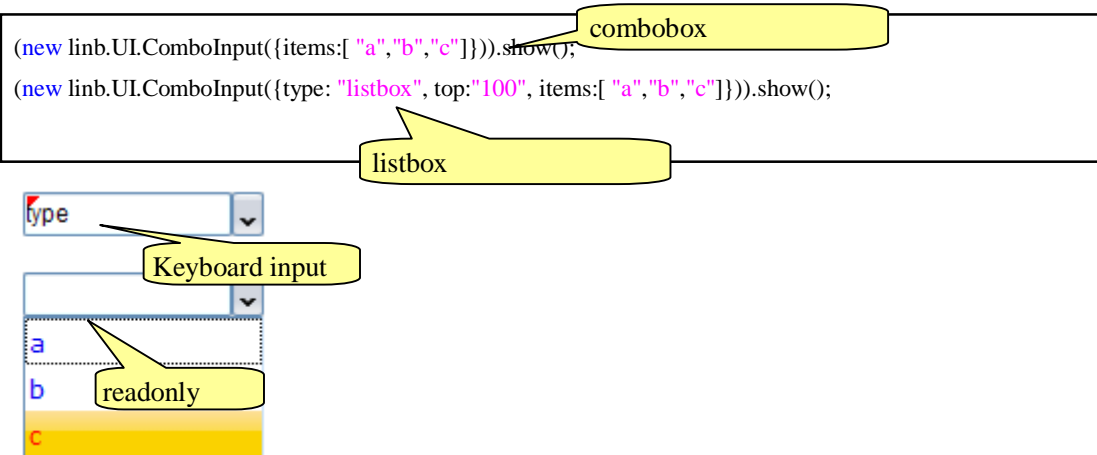 combobox
(new linb.UI.ComboInput({items:[ "a","b","c"]})).show();
(new linb.UI.ComboInput({type: "listbox", top:"100", items:[ "a","b","c"]})).show();
listbox
type
Keyboard input
a
readonly
b
c